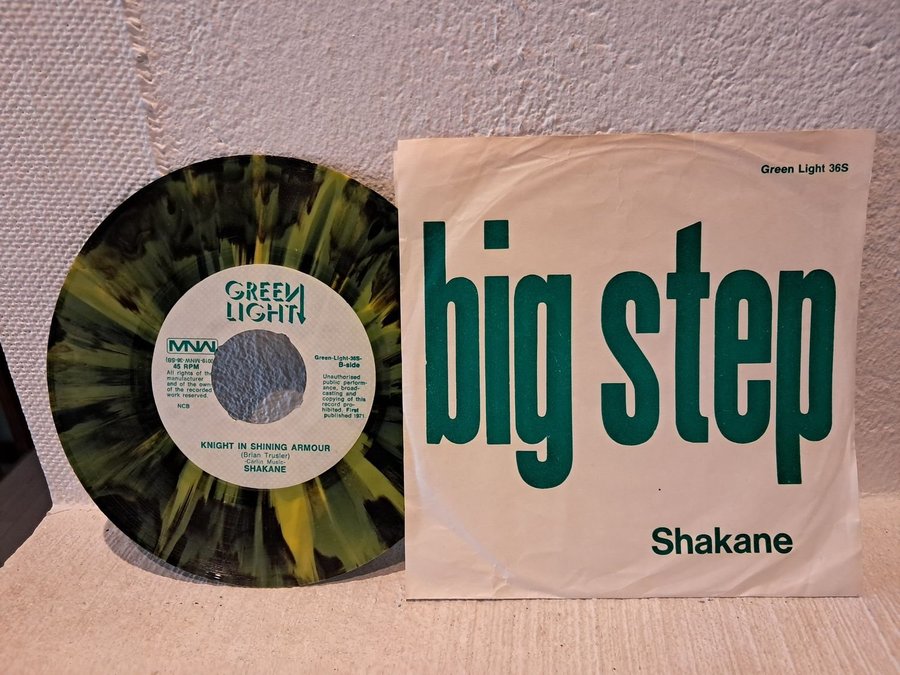 GREEN
LIGHT
MNW
45 RPM
All rights of the
manufacturer
and of the owner
of the recorded
work reserved.
NCB
Green-Light-36S-
B-side
Unauthorised
public perform-
ance, broad-
casting and
copying of this
record pro-
hibited. First
published 1971
KNIGHT IN SHINING ARMOUR
(Brian Trusler)
-Carlin Music-
SHAKANE
Green Light 36S
big step
Shakane